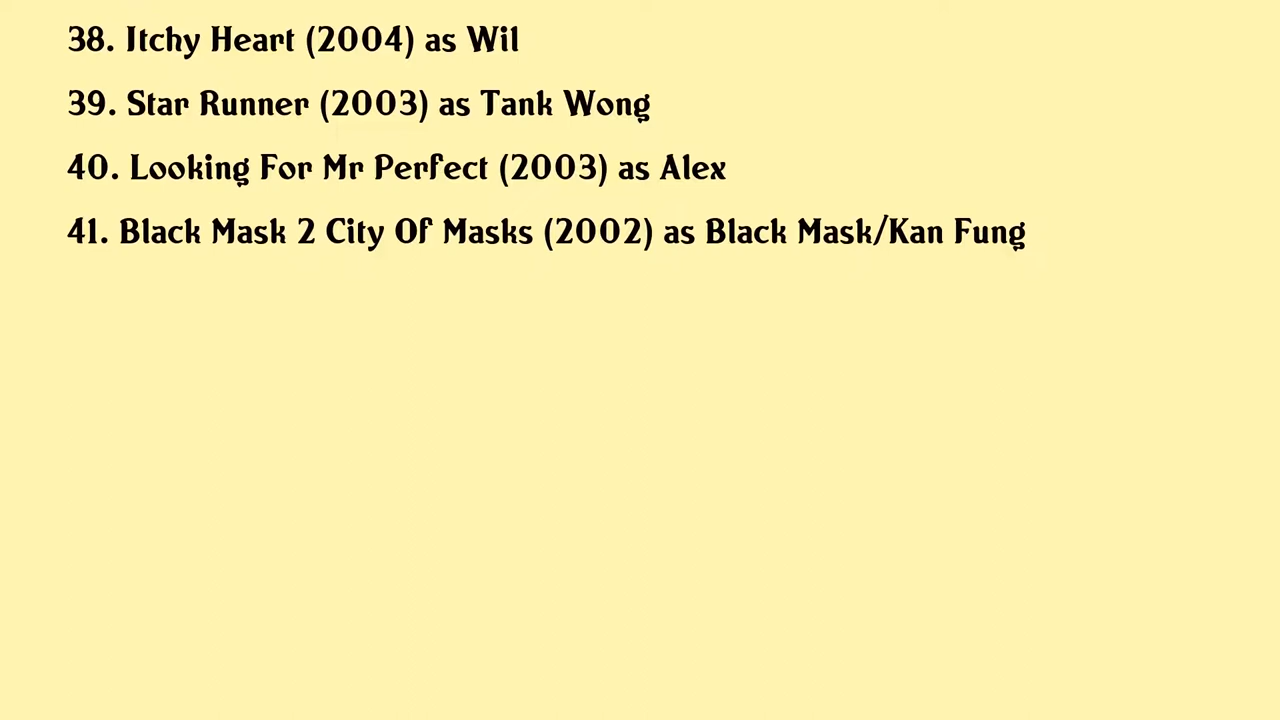 38. Itchy Heart (2004) as Wil
39. Star Runner (2003) as Tank Wong
40. Looking For Mr Perfect (2003) as Alex
41. Black Mask 2 City Of Masks (2002) as Black Mask/Kan Fung